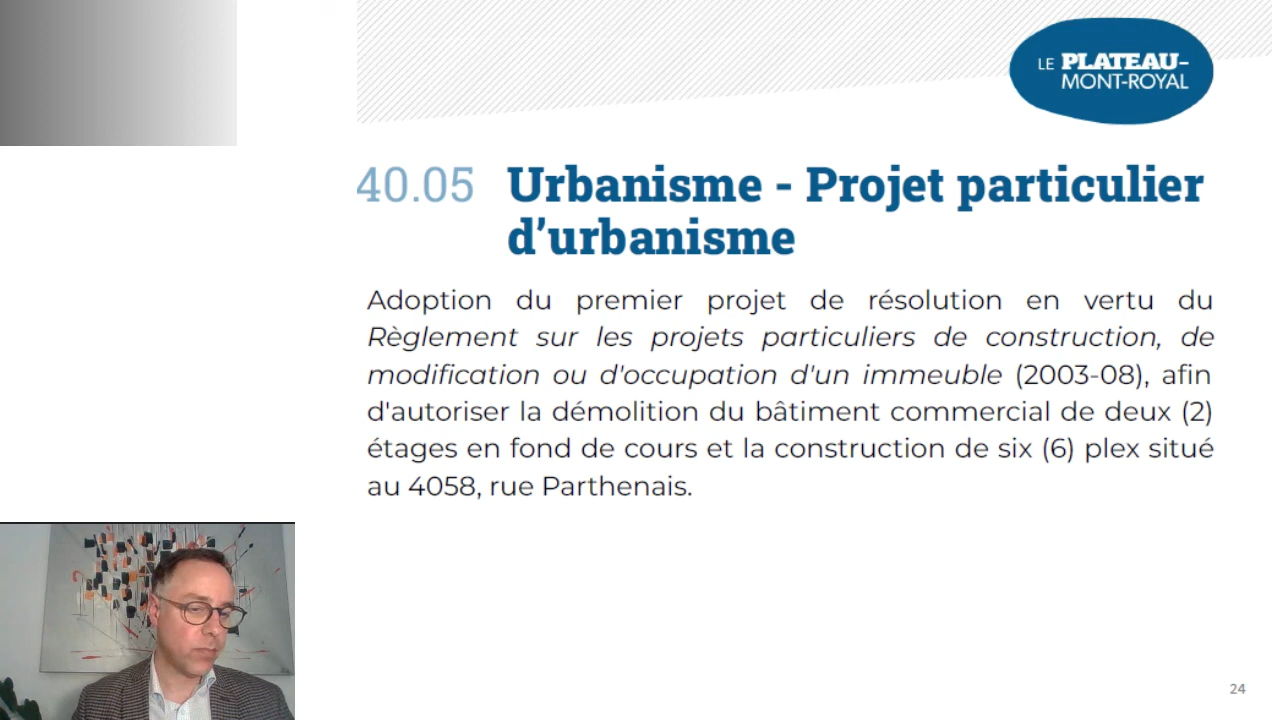 LE PLATEAU-
MONT-ROYAL
40.05 Urbanisme - Projet particulier
d’urbanisme
Adoption du premier projet de résolution en vertu du
Règlement sur les projets particuliers de construction, de
modification ou d'occupation d'un immeuble (2003-08), afin
d'autoriser la démolition du bâtiment commercial de deux (2)
étages en fond de cours et la construction de six (6) plex situé
au 4058, rue Parthenais.
24